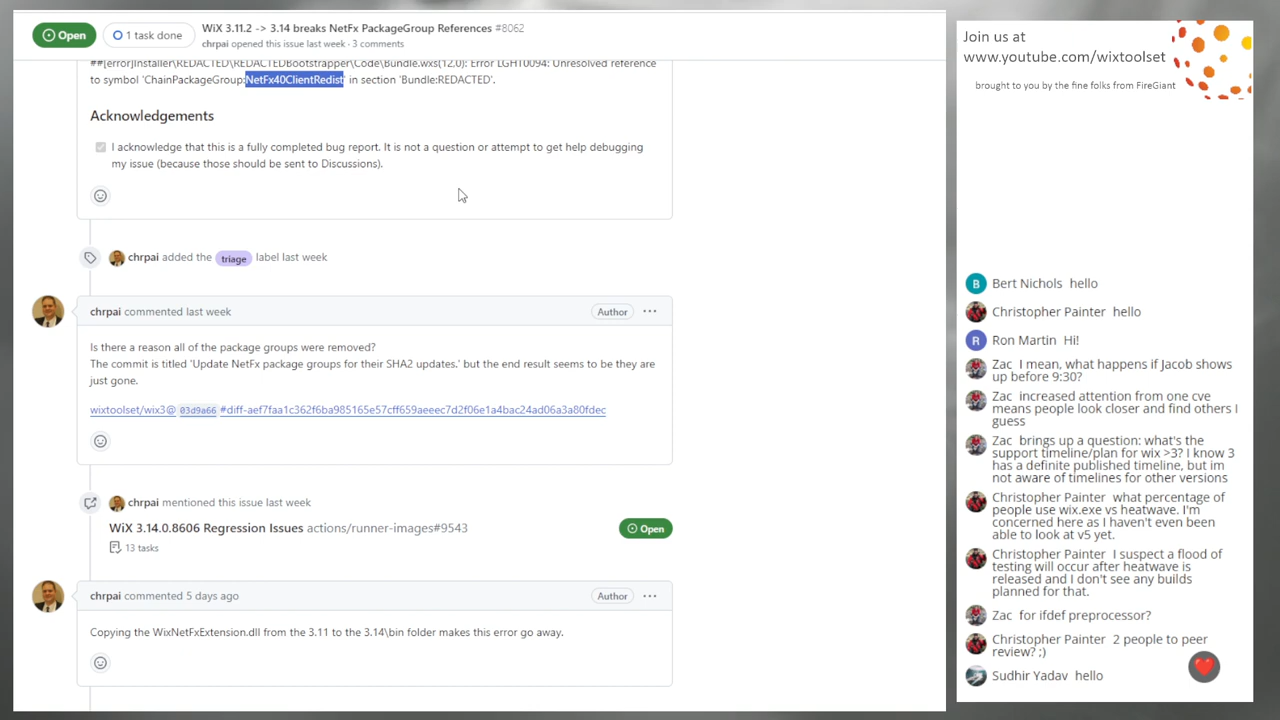 Open
1 task done
WiX 3.11.2 -> 3.14 breaks NetFx PackageGroup References #8062
chrpai opened this issue last week · 3 comments
##[error]Installer\REDACTED\REDACTEDBootstrapper\Code\Bundle.wxs(12,0): Error LGHT0094: Unresolved reference
to symbol 'ChainPackageGroup:NetFx40ClientRedist' in section 'Bundle:REDACTED'.
Acknowledgements
I acknowledge that this is a fully completed bug report. It is not a question or attempt to get help debugging
my issue (because those should be sent to Discussions).
chrpai added the triage label last week
chrpai commented last week
Author
Is there a reason all of the package groups were removed?
The commit is titled 'Update NetFx package groups for their SHA2 updates.' but the end result seems to be they are
just gone.
wixtoolset/wix3@ 03d9a66 #diff-aef7faa1c362f6ba985165e57cff659aeeec7d2f06e1a4bac24ad06a3a80fdec
chrpai mentioned this issue last week
WiX 3.14.0.8606 Regression Issues actions/runner-images#9543
Open
13 tasks
chrpai commented 5 days ago
Author
Copying the WixNetFxExtension.dll from the 3.11 to the 3.14\bin folder makes this error go away.
Join us at
www.youtube.com/wixtoolset
brought to you by the fine folks from FireGiant
B Bert Nichols hello
Christopher Painter hello
R Ron Martin Hi!
Zac I mean, what happens if Jacob shows
up before 9:30?
Zac increased attention from one cve
means people look closer and find others I
guess
Zac brings up a question: what's the
support timeline/plan for wix >3? I know 3
has a definite published timeline, but im
not aware of timelines for other versions
Christopher Painter what percentage of
people use wix.exe vs heatwave. I'm
concerned here as I haven't even been
able to look at v5 yet.
Christopher Painter I suspect a flood of
testing will occur after heatwave is
released and I don't see any builds
planned for that.
Zac for ifdef preprocessor?
Christopher Painter 2 people to peer
review? ;)
Sudhir Yadav hello